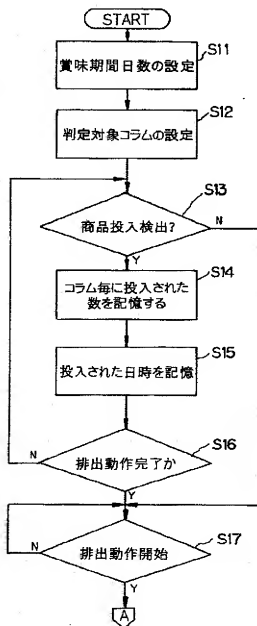 START
S11
賞味期間日数の設定
S12
判定対象コラムの設定
S13
商品投入検出?
N
Y
S14
コラム毎に投入された
数を記憶する
S15
投入された日時を記憶
S16
排出動作完了か
N
Y
S17
排出動作開始
N
Y
A